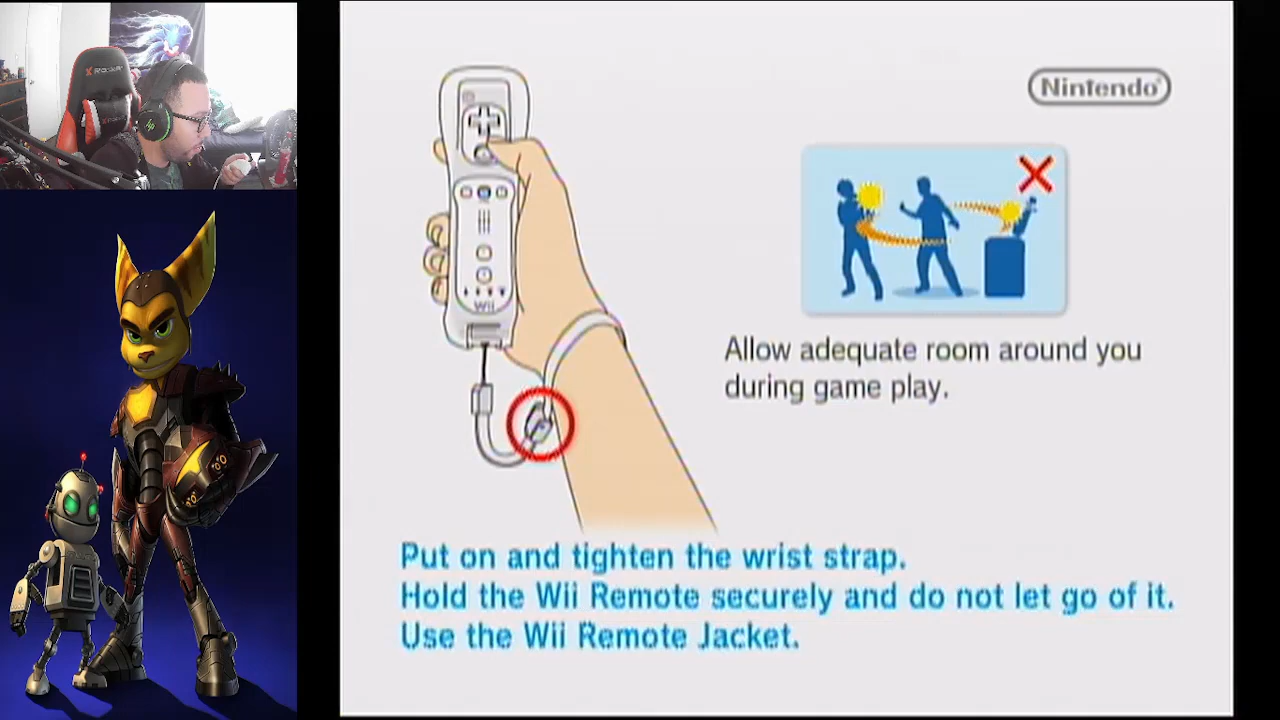 Nintendo
Allow adequate room around you
during game play.
Wii
Put on and tighten the wrist strap.
Hold the Wii Remote securely and do not let go of it.
Use the Wii Remote Jacket.